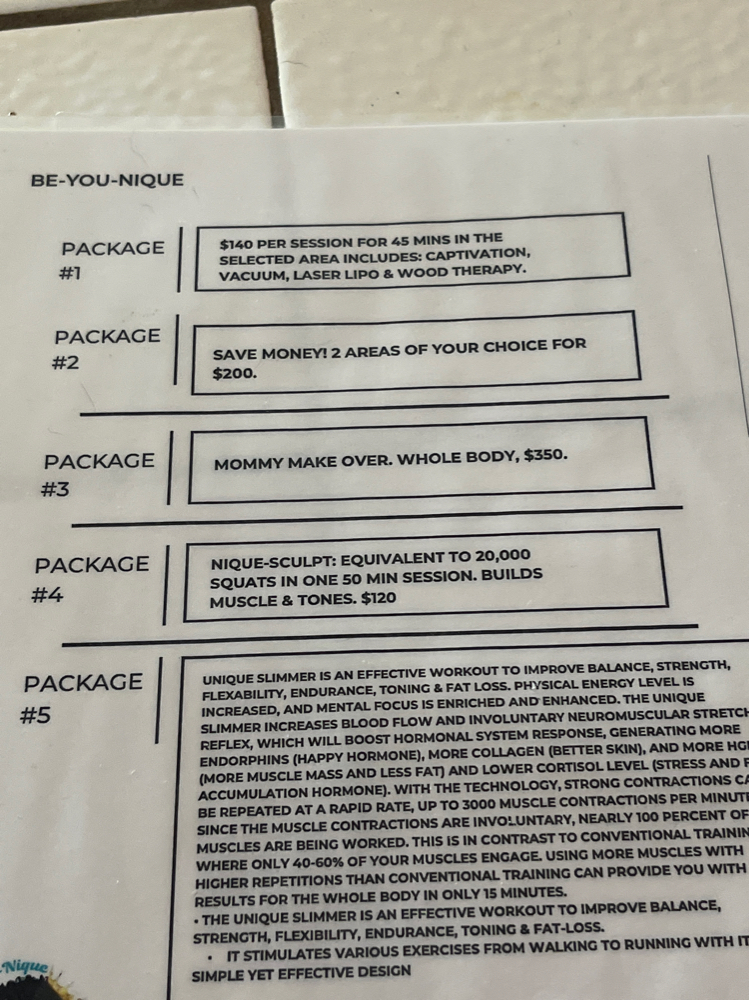 BE-YOU-NIQUE
PACKAGE
#1
$140 PER SESSION FOR 45 MINS IN THE
SELECTED AREA INCLUDES: CAPTIVATION,
VACUUM, LASER LIPO & WOOD THERAPY.
PACKAGE
#2
SAVE MONEY! 2 AREAS OF YOUR CHOICE FOR
$200.
PACKAGE
#3
MOMMY MAKE OVER. WHOLE BODY, $350.
PACKAGE
#4
NIQUE-SCULPT: EQUIVALENT TO 20,000
SQUATS IN ONE 50 MIN SESSION. BUILDS
MUSCLE & TONES. $120
PACKAGE
#5
UNIQUE SLIMMER IS AN EFFECTIVE WORKOUT TO IMPROVE BALANCE, STRENGTH,
FLEXABILITY, ENDURANCE, TONING & FAT LOSS. PHYSICAL ENERGY LEVEL IS
INCREASED, AND MENTAL FOCUS IS ENRICHED AND ENHANCED. THE UNIQUE
SLIMMER INCREASES BLOOD FLOW AND INVOLUNTARY NEUROMUSCULAR STRETCH
REFLEX, WHICH WILL BOOST HORMONAL SYSTEM RESPONSE, GENERATING MORE
ENDORPHINS (HAPPY HORMONE), MORE COLLAGEN (BETTER SKIN), AND MORE
(MORE MUSCLE MASS AND LESS FAT) AND LOWER CORTISOL LEVEL (STRESS AND
ACCUMULATION HORMONE). WITH THE TECHNOLOGY, STRONG CONTRACTIONS
BE REPEATED AT A RAPID RATE, UP TO 3000 MUSCLE CONTRACTIONS PER MINUTE
SINCE THE MUSCLE CONTRACTIONS ARE INVOLUNTARY, NEARLY 100 PERCENT OF
MUSCLES ARE BEING WORKED. THIS IS IN CONTRAST TO CONVENTIONAL TRAININ
WHERE ONLY 40-60% OF YOUR MUSCLES ENGAGE. USING MORE MUSCLES WITH
HIGHER REPETITIONS THAN CONVENTIONAL TRAINING CAN PROVIDE YOU WITH
RESULTS FOR THE WHOLE BODY IN ONLY 15 MINUTES.
• THE UNIQUE SLIMMER IS AN EFFECTIVE WORKOUT TO IMPROVE BALANCE,
STRENGTH, FLEXIBILITY, ENDURANCE, TONING & FAT-LOSS.
• IT STIMULATES VARIOUS EXERCISES FROM WALKING TO RUNNING WITH IT
SIMPLE YET EFFECTIVE DESIGN
-Nique